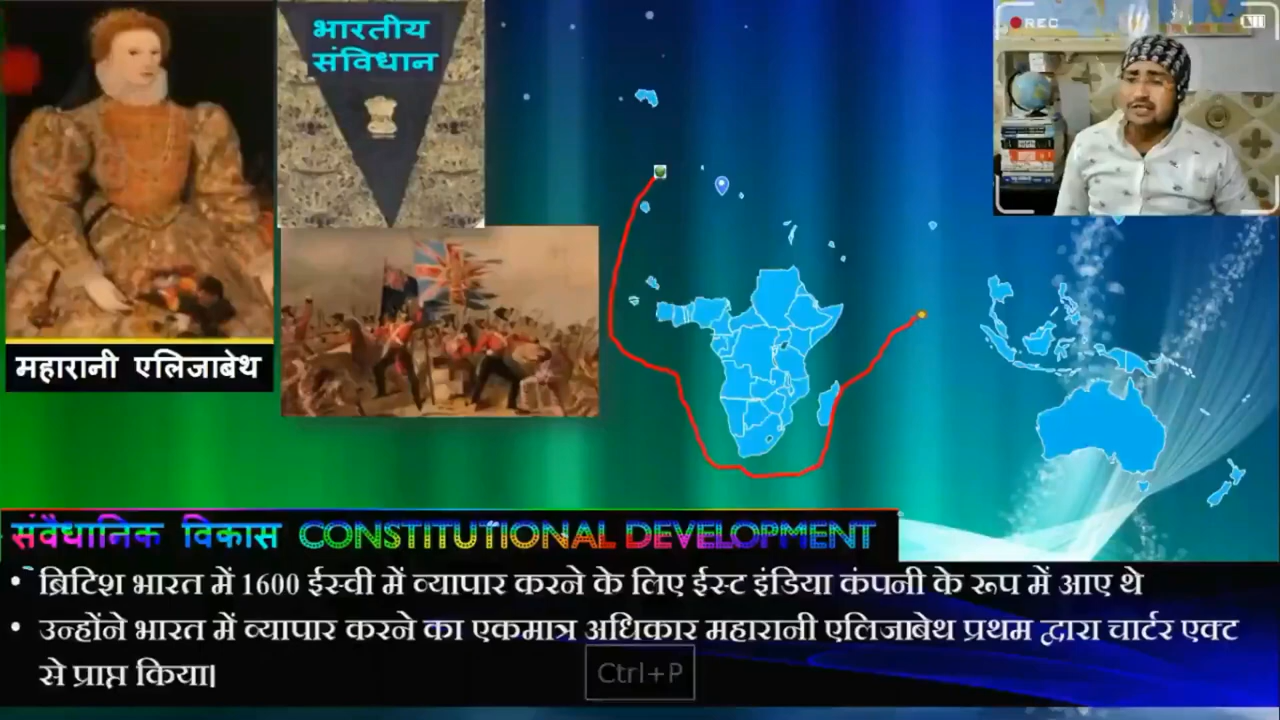 भारतीय
संविधान
REC
महारानी एलिजाबेथ
संवैधानिक विकास CONSTITUTIONAL DEVELOPMENT
• ब्रिटिश भारत में 1600 ईस्वी में व्यापार करने के लिए ईस्ट इंडिया कंपनी के रूप में आए थे
• उन्होंने भारत में व्यापार करने का एकमात्र अधिकार महारानी एलिजाबेथ प्रथम द्वारा चार्टर एक्ट
से प्राप्त किया।
Ctrl+P